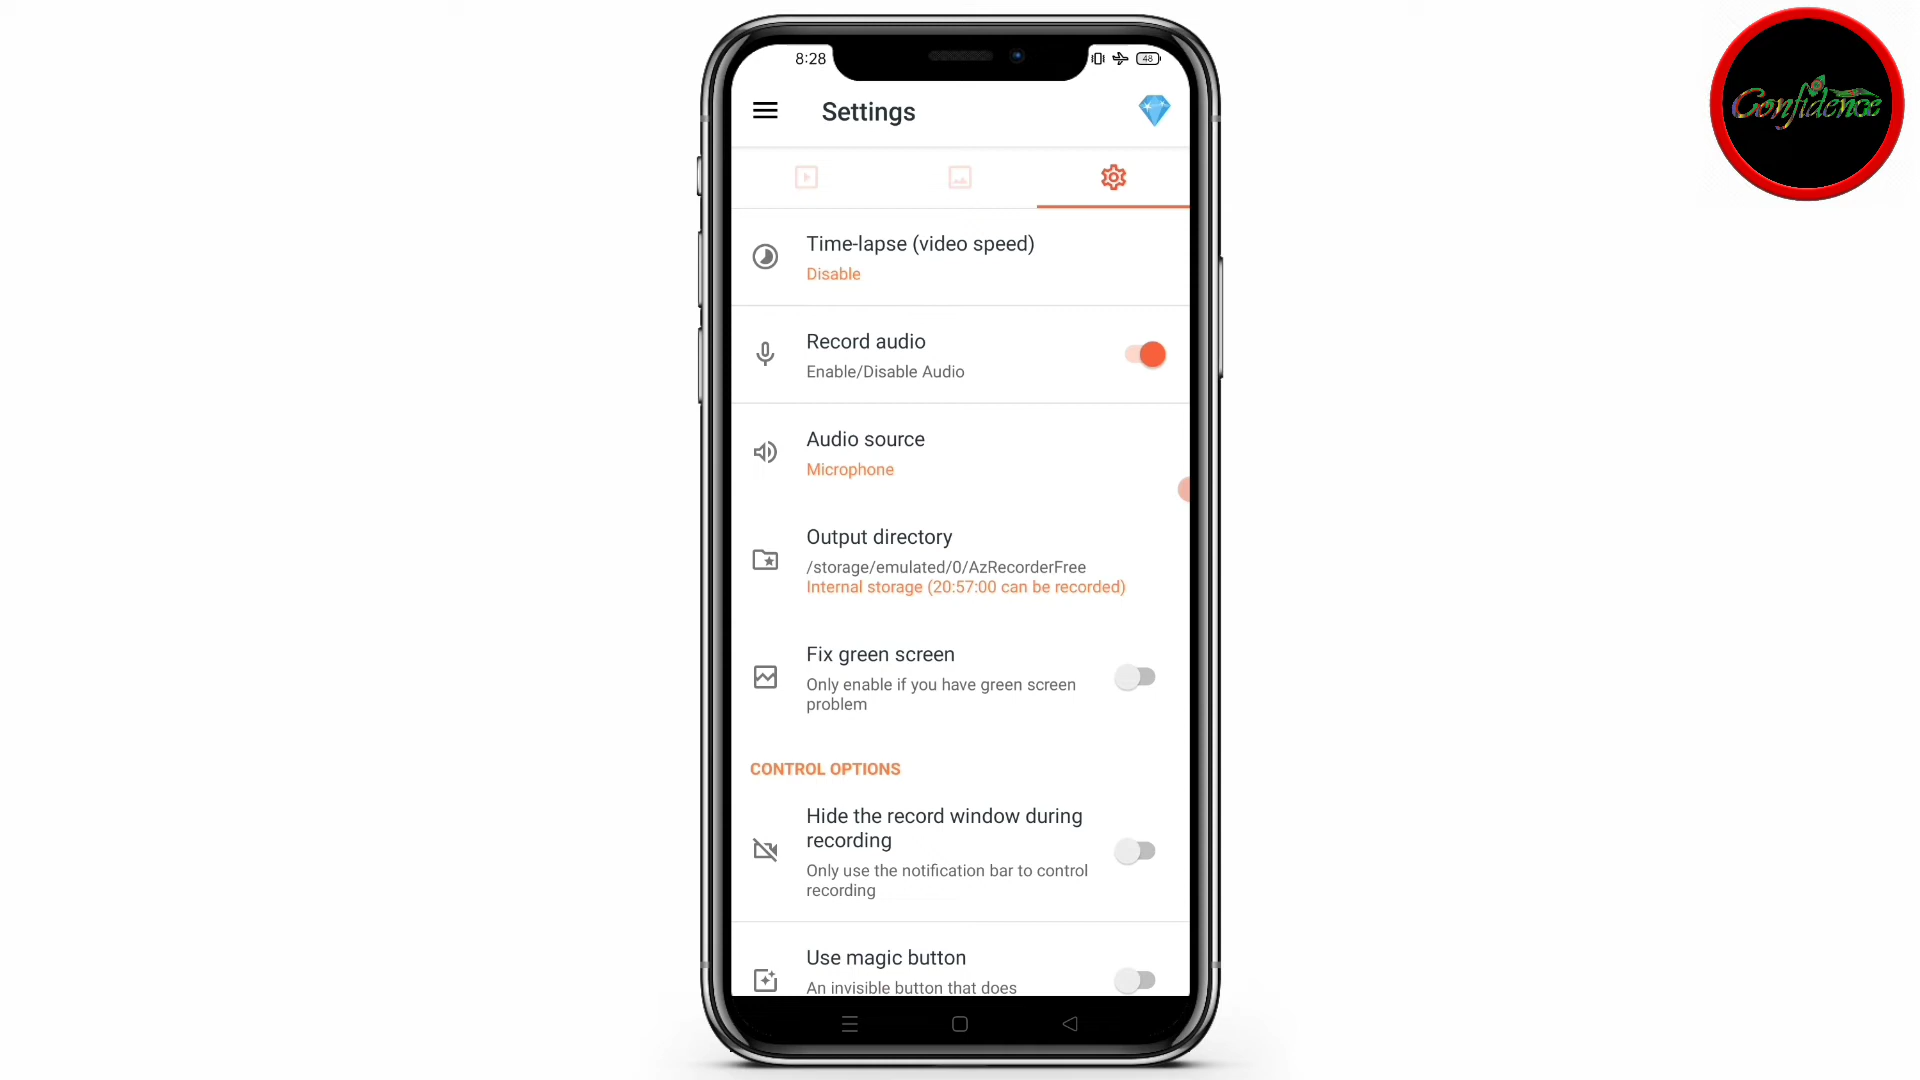 8:28
48
Confidence
Settings
Time-lapse (video speed)
Disable
Record audio
Enable/Disable Audio
Audio source
Microphone
Output directory
/storage/emulated/0/AzRecorderFree
Internal storage (20:57:00 can be recorded)
Fix green screen
Only enable if you have green screen
problem
CONTROL OPTIONS
Hide the record window during
recording
Only use the notification bar to control
recording
Use magic button
An invisible button that does